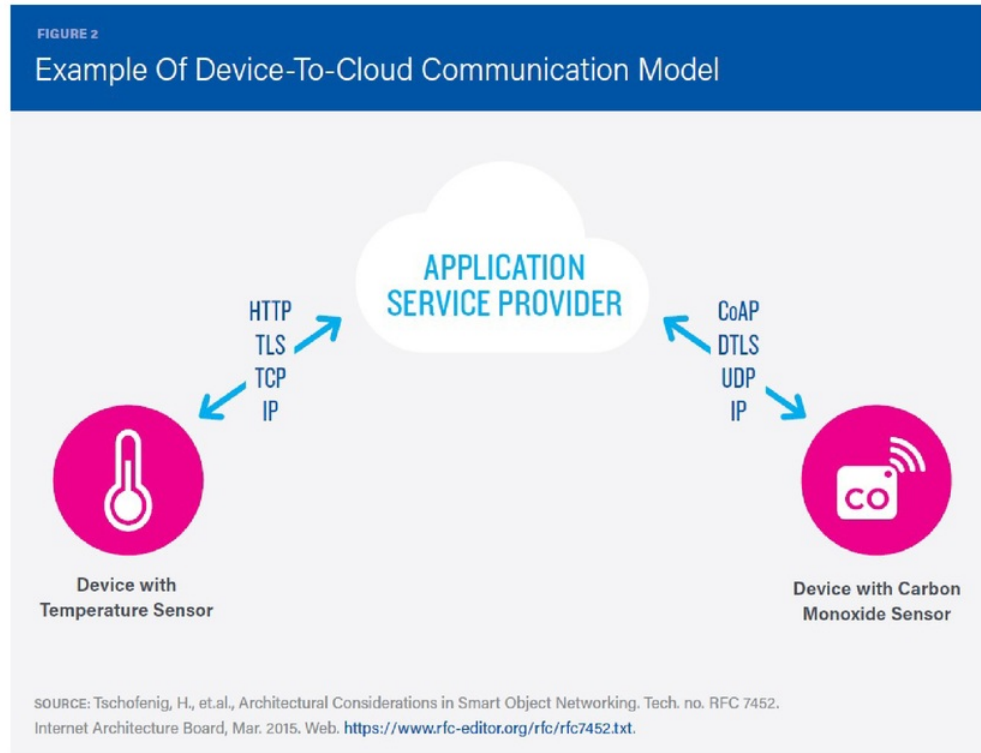 FIGURE 2
Example Of Device-To-Cloud Communication Model
APPLICATION
SERVICE PROVIDER
HTTP
TLS
TCP
IP
CoAP
DTLS
UDP
IP
CO
Device with
Temperature Sensor
Device with Carbon
Monoxide Sensor
SOURCE: Tschofenig, H., et.al., Architectural Considerations in Smart Object Networking. Tech. no. RFC 7452.
Internet Architecture Board, Mar. 2015. Web. https://www.rfc-editor.org/rfc/rfc7452.txt.